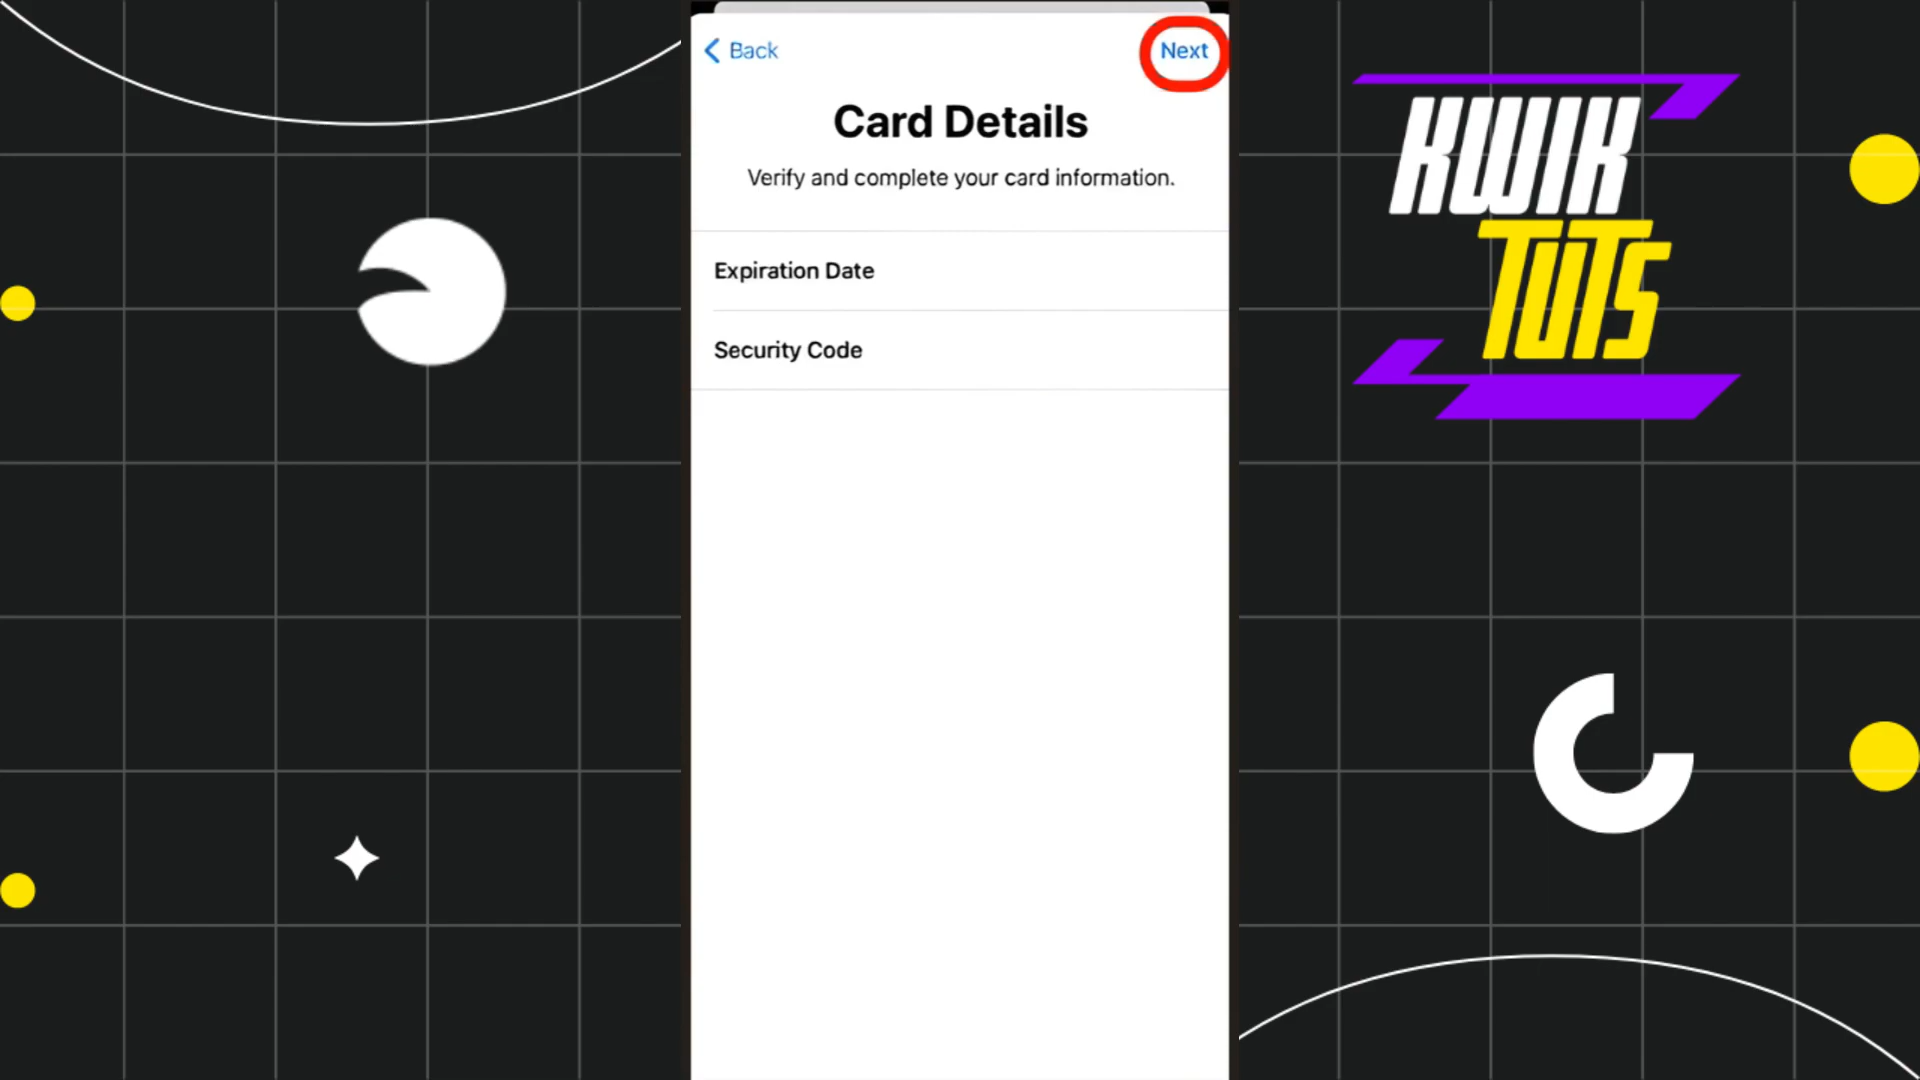 Back
Next
Card Details
Verify and complete your card information.
Expiration Date
Security Code
KWIK
TUTS